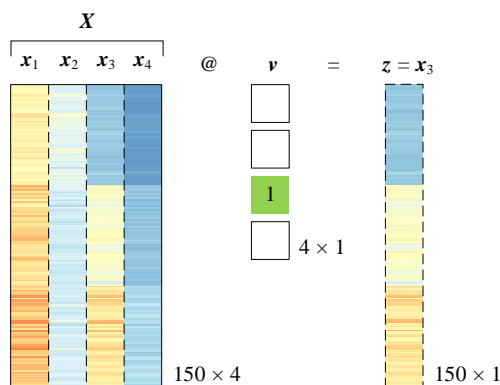 X
x₁ x₂ x₃ x₄ @ v = z = x₃
1
4 × 1
150 × 4 150 × 1